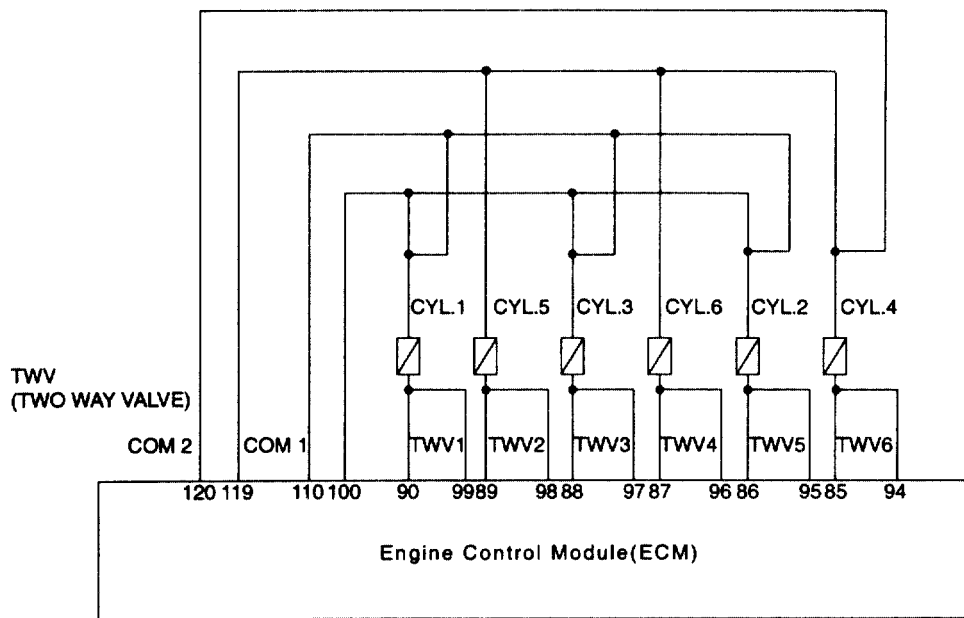 CYL.1 CYL.5 CYL.3 CYL.6 CYL.2 CYL.4
TWV
(TWO WAY VALVE)
COM 2 COM 1 TWV1 TWV2 TWV3 TWV4 TWV5 TWV6
120 119 110 100 90 99 89 98 88 97 87 96 86 95 85 94
Engine Control Module(ECM)